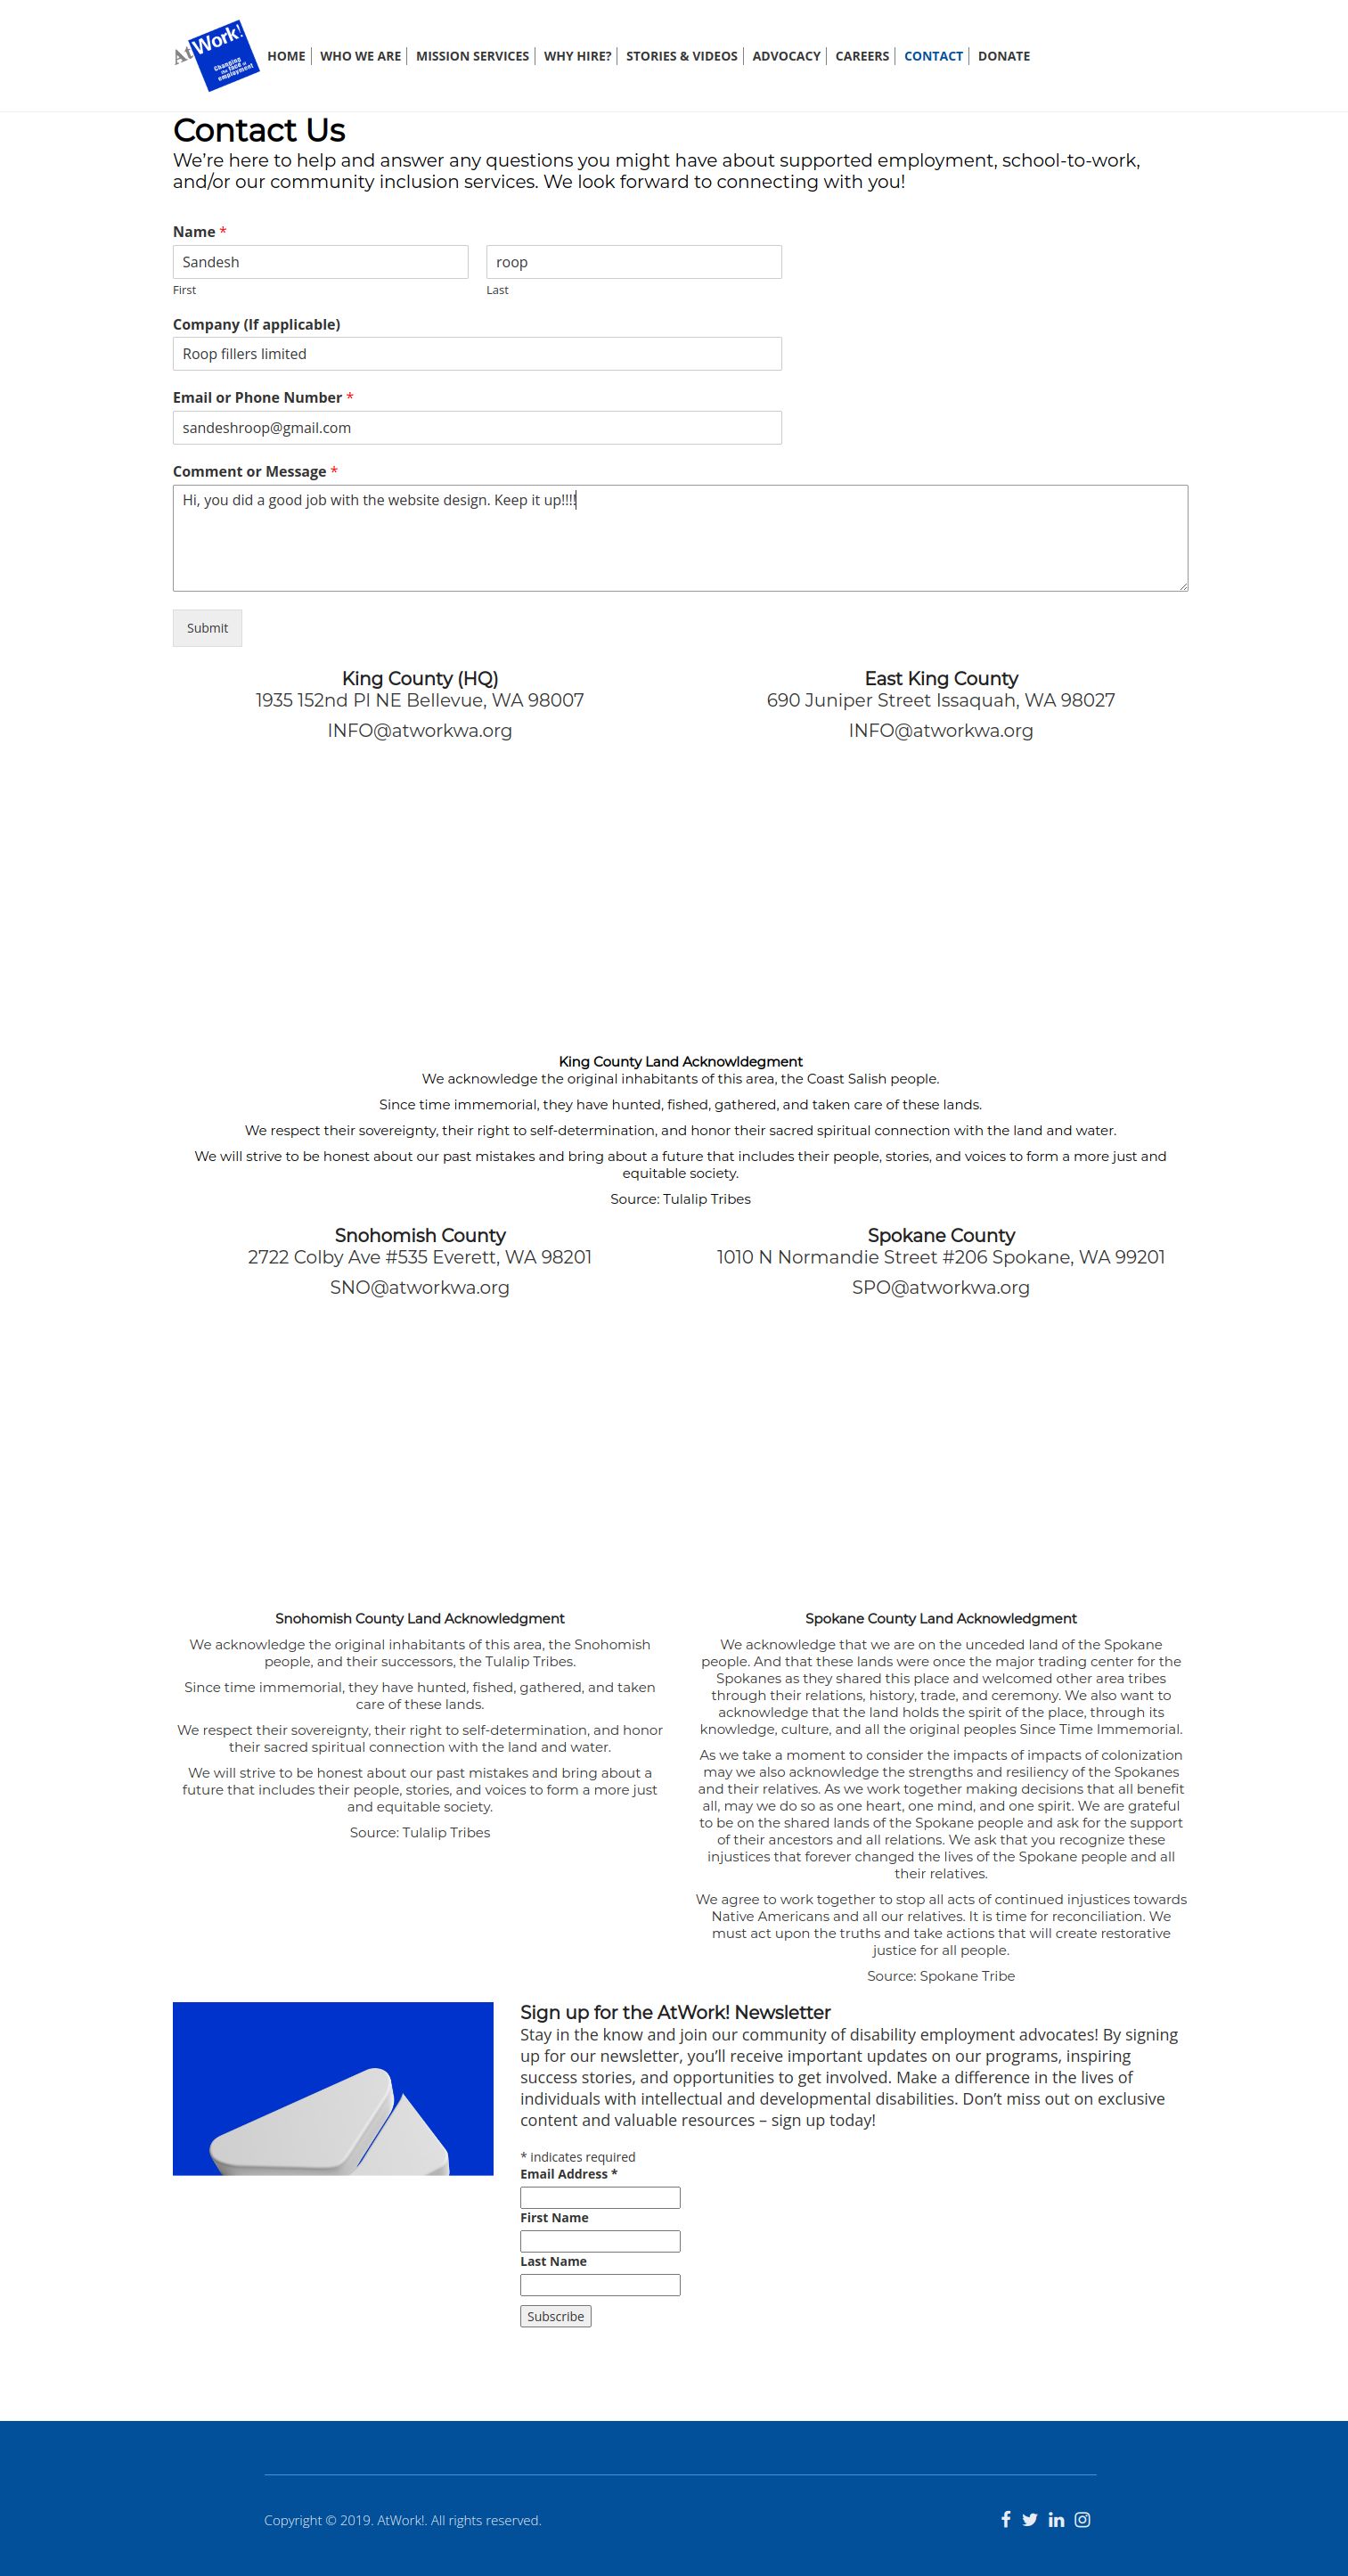 AtWork!
Changing
the face of
employment
HOME
WHO WE ARE
MISSION SERVICES
WHY HIRE?
STORIES & VIDEOS
ADVOCACY
CAREERS
CONTACT
DONATE
Contact Us
We’re here to help and answer any questions you might have about supported employment, school-to-work,
and/or our community inclusion services. We look forward to connecting with you!
Name *
Sandesh
roop
First
Last
Company (If applicable)
Roop fillers limited
Email or Phone Number *
sandeshroop@gmail.com
Comment or Message *
Hi, you did a good job with the website design. Keep it up!!!!
Submit
King County (HQ)
1935 152nd Pl NE Bellevue, WA 98007
INFO@atworkwa.org
East King County
690 Juniper Street Issaquah, WA 98027
INFO@atworkwa.org
King County Land Acknowldegment
We acknowledge the original inhabitants of this area, the Coast Salish people.
Since time immemorial, they have hunted, fished, gathered, and taken care of these lands.
We respect their sovereignty, their right to self-determination, and honor their sacred spiritual connection with the land and water.
We will strive to be honest about our past mistakes and bring about a future that includes their people, stories, and voices to form a more just and
equitable society.
Source: Tulalip Tribes
Snohomish County
2722 Colby Ave #535 Everett, WA 98201
SNO@atworkwa.org
Spokane County
1010 N Normandie Street #206 Spokane, WA 99201
SPO@atworkwa.org
Snohomish County Land Acknowledgment
We acknowledge the original inhabitants of this area, the Snohomish
people, and their successors, the Tulalip Tribes.
Since time immemorial, they have hunted, fished, gathered, and taken
care of these lands.
We respect their sovereignty, their right to self-determination, and honor
their sacred spiritual connection with the land and water.
We will strive to be honest about our past mistakes and bring about a
future that includes their people, stories, and voices to form a more just
and equitable society.
Source: Tulalip Tribes
Spokane County Land Acknowledgment
We acknowledge that we are on the unceded land of the Spokane
people. And that these lands were once the major trading center for the
Spokanes as they shared this place and welcomed other area tribes
through their relations, history, trade, and ceremony. We also want to
acknowledge that the land holds the spirit of the place, through its
knowledge, culture, and all the original peoples Since Time Immemorial.
As we take a moment to consider the impacts of impacts of colonization
may we also acknowledge the strengths and resiliency of the Spokanes
and their relatives. As we work together making decisions that all benefit
all, may we do so as one heart, one mind, and one spirit. We are grateful
to be on the shared lands of the Spokane people and ask for the support
of their ancestors and all relations. We ask that you recognize these
injustices that forever changed the lives of the Spokane people and all
their relatives.
We agree to work together to stop all acts of continued injustices towards
Native Americans and all our relatives. It is time for reconciliation. We
must act upon the truths and take actions that will create restorative
justice for all people.
Source: Spokane Tribe
Sign up for the AtWork! Newsletter
Stay in the know and join our community of disability employment advocates! By signing
up for our newsletter, you’ll receive important updates on our programs, inspiring
success stories, and opportunities to get involved. Make a difference in the lives of
individuals with intellectual and developmental disabilities. Don’t miss out on exclusive
content and valuable resources – sign up today!
* indicates required
Email Address *
First Name
Last Name
Subscribe
Copyright © 2019. AtWork!. All rights reserved.